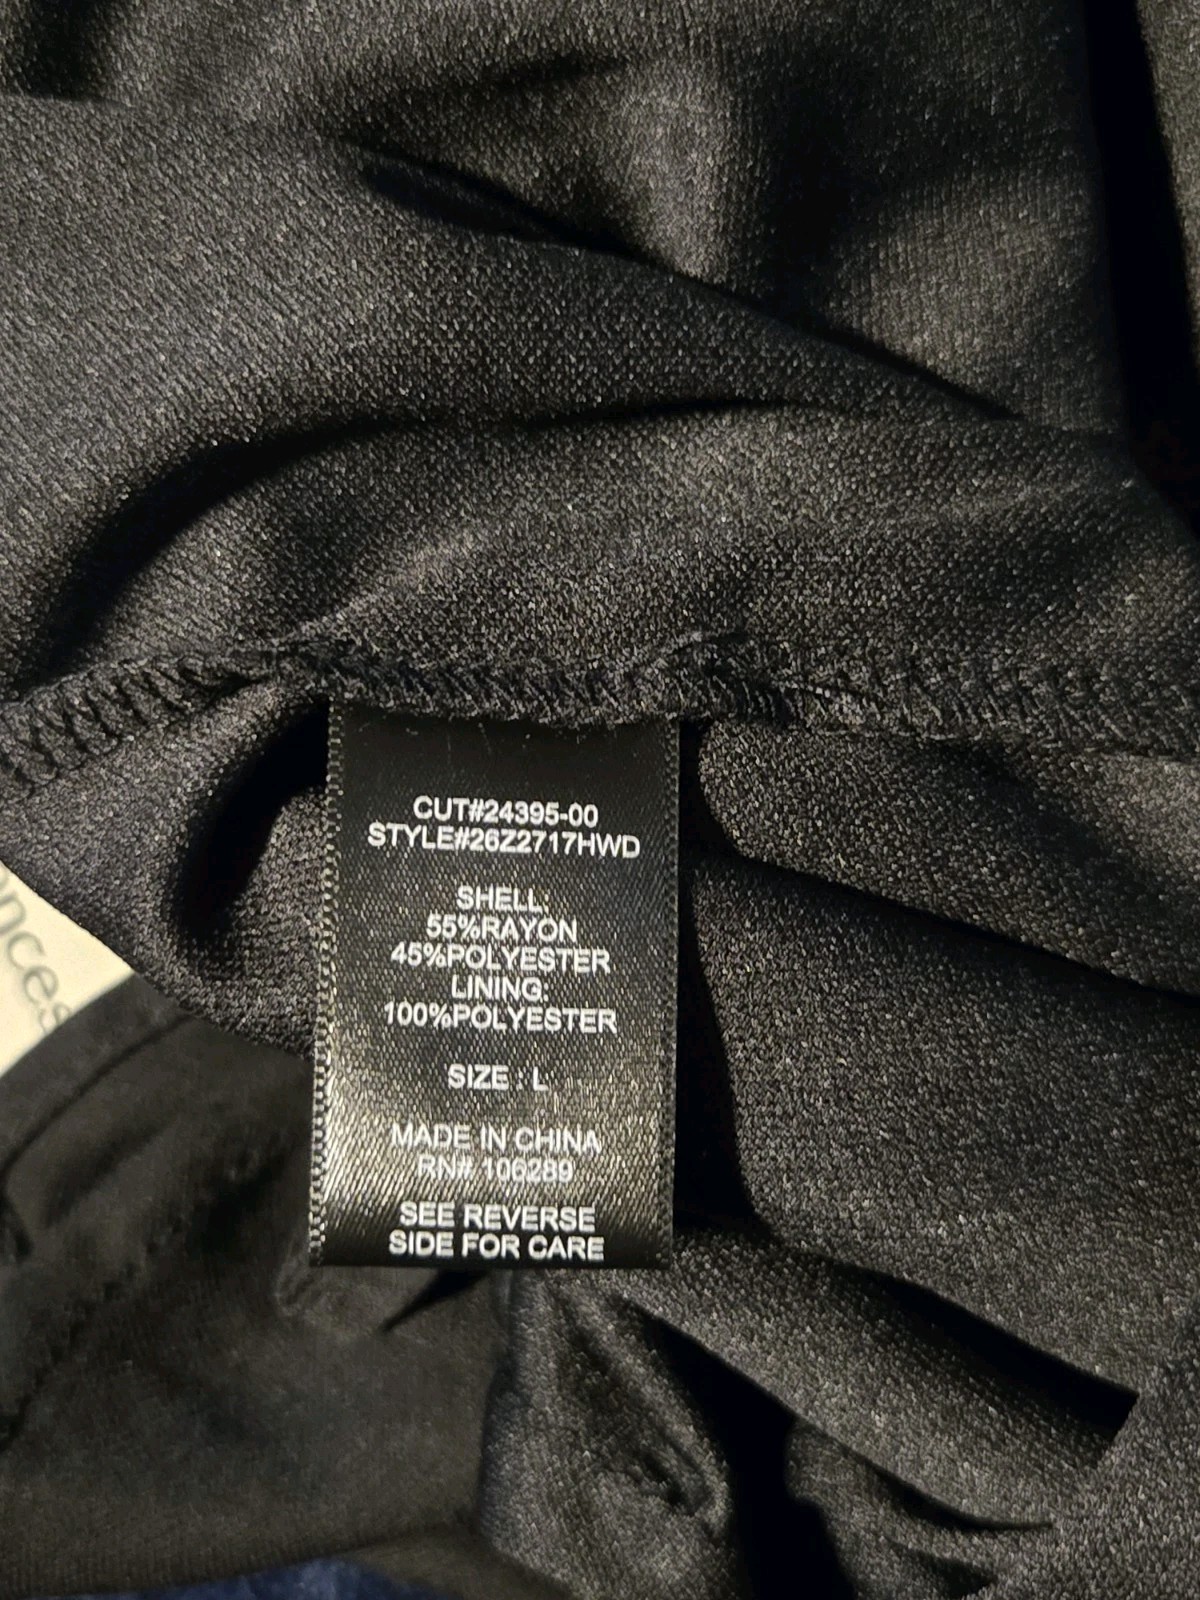 CUT#24395-00
STYLE#26Z2717HWD
SHELL:
55%RAYON
45%POLYESTER
LINING:
100%POLYESTER
SIZE : L
MADE IN CHINA
RN# 106289
SEE REVERSE
SIDE FOR CARE